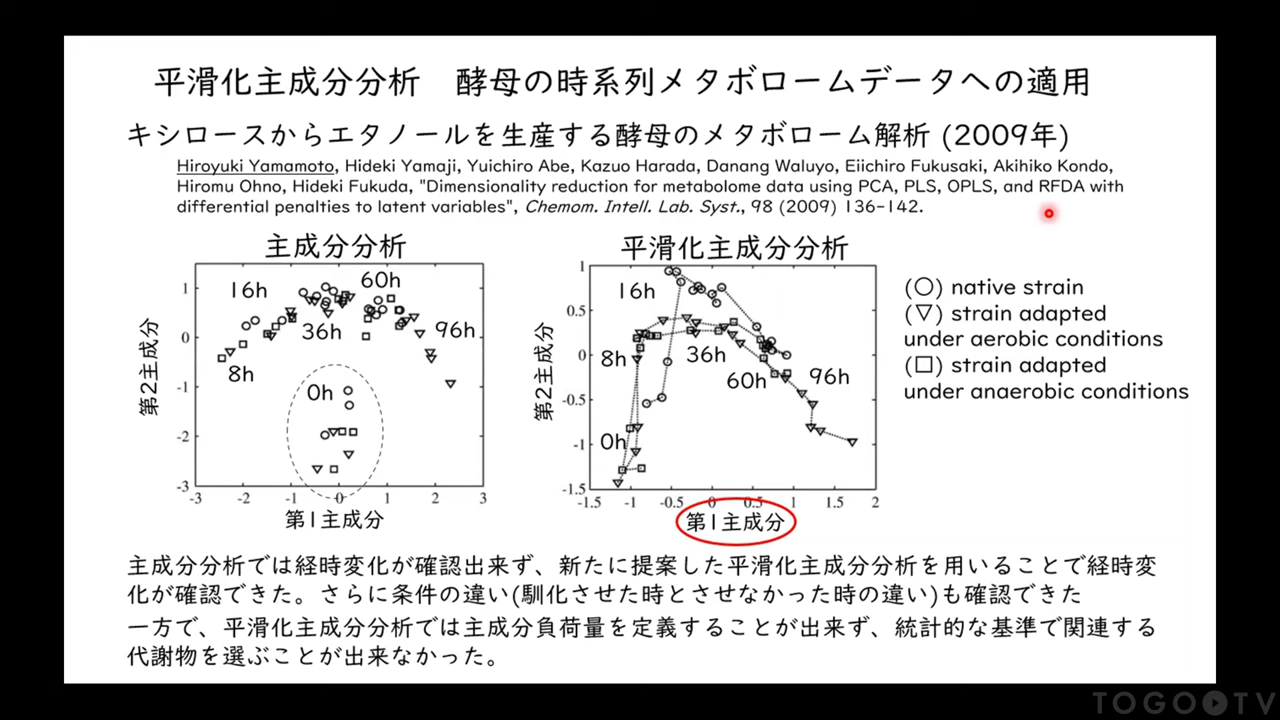 平滑化主成分分析　酵母の時系列メタボロームデータへの適用
キシロースからエタノールを生産する酵母のメタボローム解析 (2009年)
Hiroyuki Yamamoto, Hideki Yamaji, Yuichiro Abe, Kazuo Harada, Danang Waluyo, Eiichiro Fukusaki, Akihiko Kondo,
Hiromu Ohno, Hideki Fukuda, "Dimensionality reduction for metabolome data using PCA, PLS, OPLS, and RFDA with
differential penalties to latent variables", Chemom. Intell. Lab. Syst., 98 (2009) 136-142.
主成分分析
1
0
-1
-2
-3
-3
-2
-1
0
1
2
3
16h
60h
36h
96h
8h
0h
第2主成分
第1主成分
平滑化主成分分析
1
0.5
0
-0.5
-1
-1.5
-1.5
-1
-0.5
0
0.5
1
1.5
2
16h
8h
36h
60h
96h
0h
第2主成分
第1主成分
(○) native strain
(▽) strain adapted
under aerobic conditions
(□) strain adapted
under anaerobic conditions
主成分分析では経時変化が確認出来ず、新たに提案した平滑化主成分分析を用いることで経時変
化が確認できた。さらに条件の違い(馴化させた時とさせなかった時の違い)も確認できた
一方で、平滑化主成分分析では主成分負荷量を定義することが出来ず、統計的な基準で関連する
代謝物を選ぶことが出来なかった。
TOGOTV